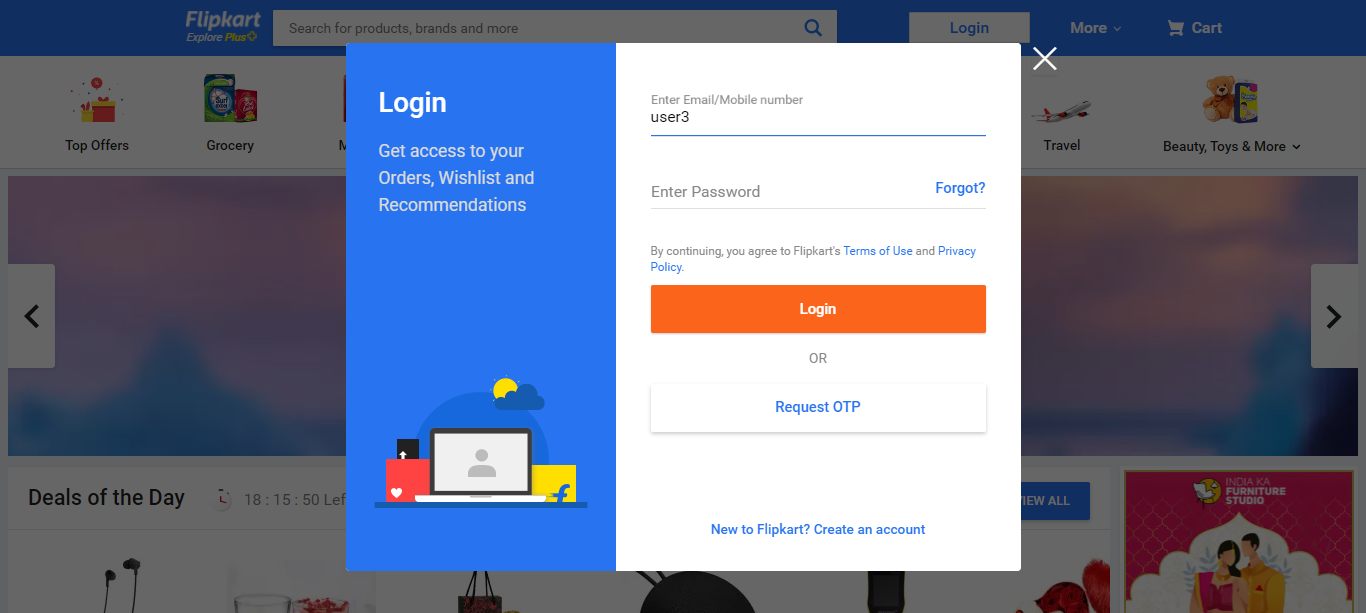 Flipkart
Explore Plus
Search for products, brands and more
Login
More
Cart
Top Offers
Grocery
M
Travel
Beauty, Toys & More
Login
Get access to your
Orders, Wishlist and
Recommendations
Enter Email/Mobile number
user3
Enter Password
Forgot?
By continuing, you agree to Flipkart's Terms of Use and Privacy
Policy.
Login
OR
Request OTP
New to Flipkart? Create an account
Deals of the Day
18 : 15 : 50 Lef
VIEW ALL
INDIA KA
FURNITURE
STUDIO